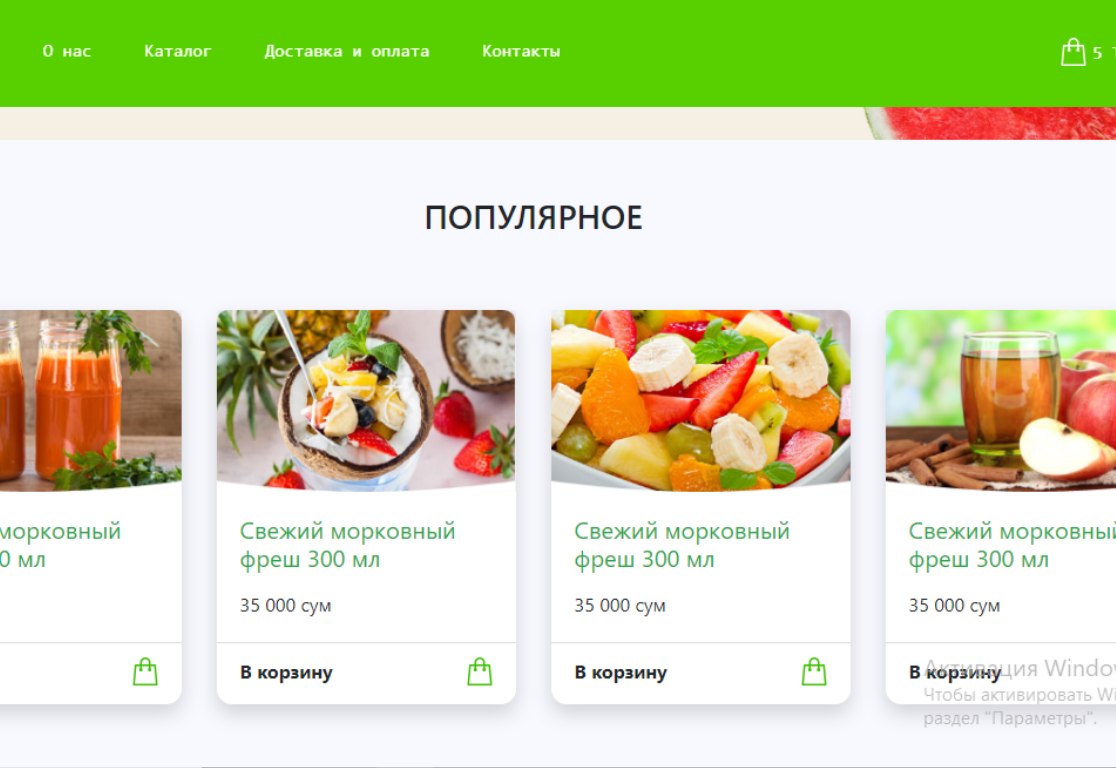 О нас Каталог Доставка и оплата Контакты 5
ПОПУЛЯРНОЕ
морковный
0 мл
Свежий морковный
фреш 300 мл
35 000 сум
В корзину
Свежий морковный
фреш 300 мл
35 000 сум
В корзину
Свежий морковный
фреш 300 мл
35 000 сум
В корзину
Активация Windo
Чтобы активировать Wi
раздел "Параметры".